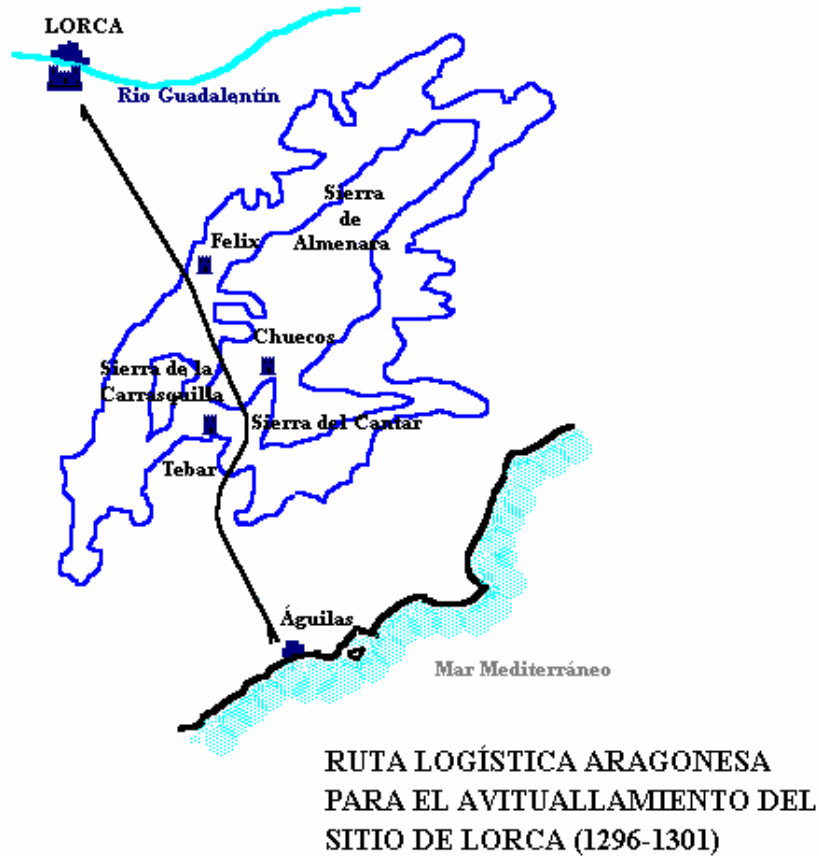 LORCA
Rio Guadalentín
Sierra
de
Almenara
Felix
Chuecos
Sierra de la
Carrasquilla
Sierra del Cantar
Tebar
Águilas
Mar Mediterráneo
RUTA LOGÍSTICA ARAGONESA
PARA EL AVITUALLAMIENTO DEL
SITIO DE LORCA (1296-1301)